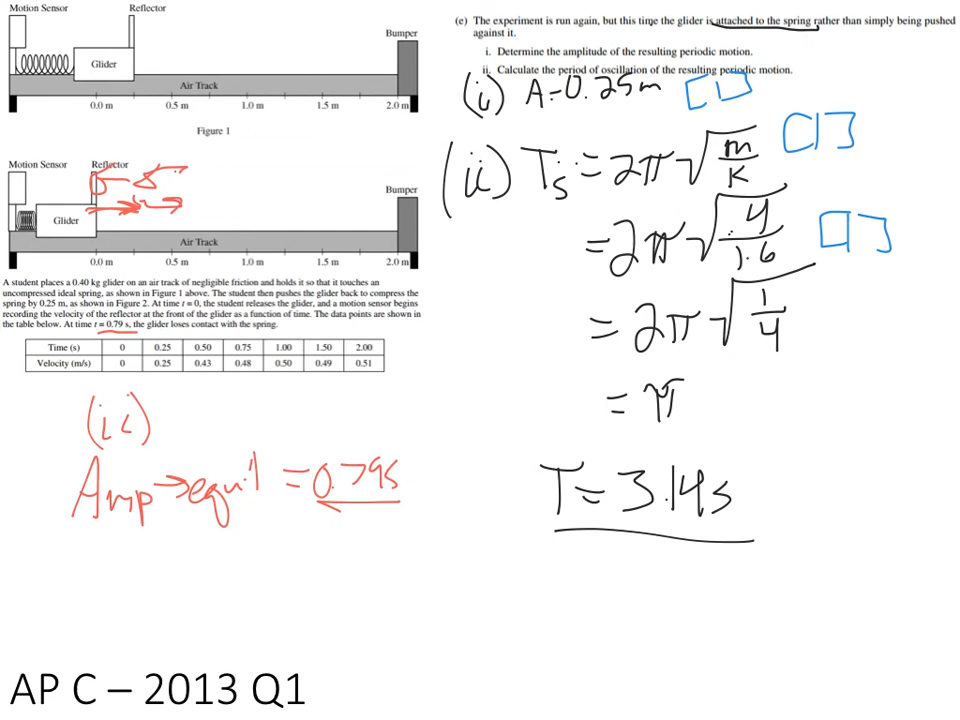 Motion Sensor
Reflector
Bumper
Glider
Air Track
0.0 m
0.5 m
1.0 m
1.5 m
2.0 m
Figure 1
Motion Sensor
Reflector
Bumper
Glider
Air Track
0.0 m
0.5 m
1.0 m
1.5 m
2.0 m
A student places a 0.40 kg glider on an air track of negligible friction and holds it so that it touches an
uncompressed ideal spring, as shown in Figure 1 above. The student then pushes the glider back to compress the
spring by 0.25 m, as shown in Figure 2. At time t = 0, the student releases the glider, and a motion sensor begins
recording the velocity of the reflector at the front of the glider as a function of time. The data points are shown in
the table below. At time t = 0.79 s, the glider loses contact with the spring.
Time (s) 0 0.25 0.50 0.75 1.00 1.50 2.00
Velocity (m/s) 0 0.25 0.43 0.48 0.50 0.49 0.51
(ii)
Amp → equil = 0.79s
(e) The experiment is run again, but this time the glider is attached to the spring rather than simply being pushed
against it.
i. Determine the amplitude of the resulting periodic motion.
ii. Calculate the period of oscillation of the resulting periodic motion.
(i) A=0.25m [1]
(ii) Ts = 2π√m/k [1]
= 2π√.4/1.6 [1]
= 2π√1/4
= π
T = 3.14s
AP C – 2013 Q1